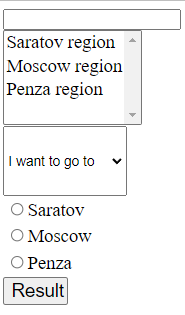 Saratov region
Moscow region
Penza region
I want to go to
Saratov
Moscow
Penza
Result